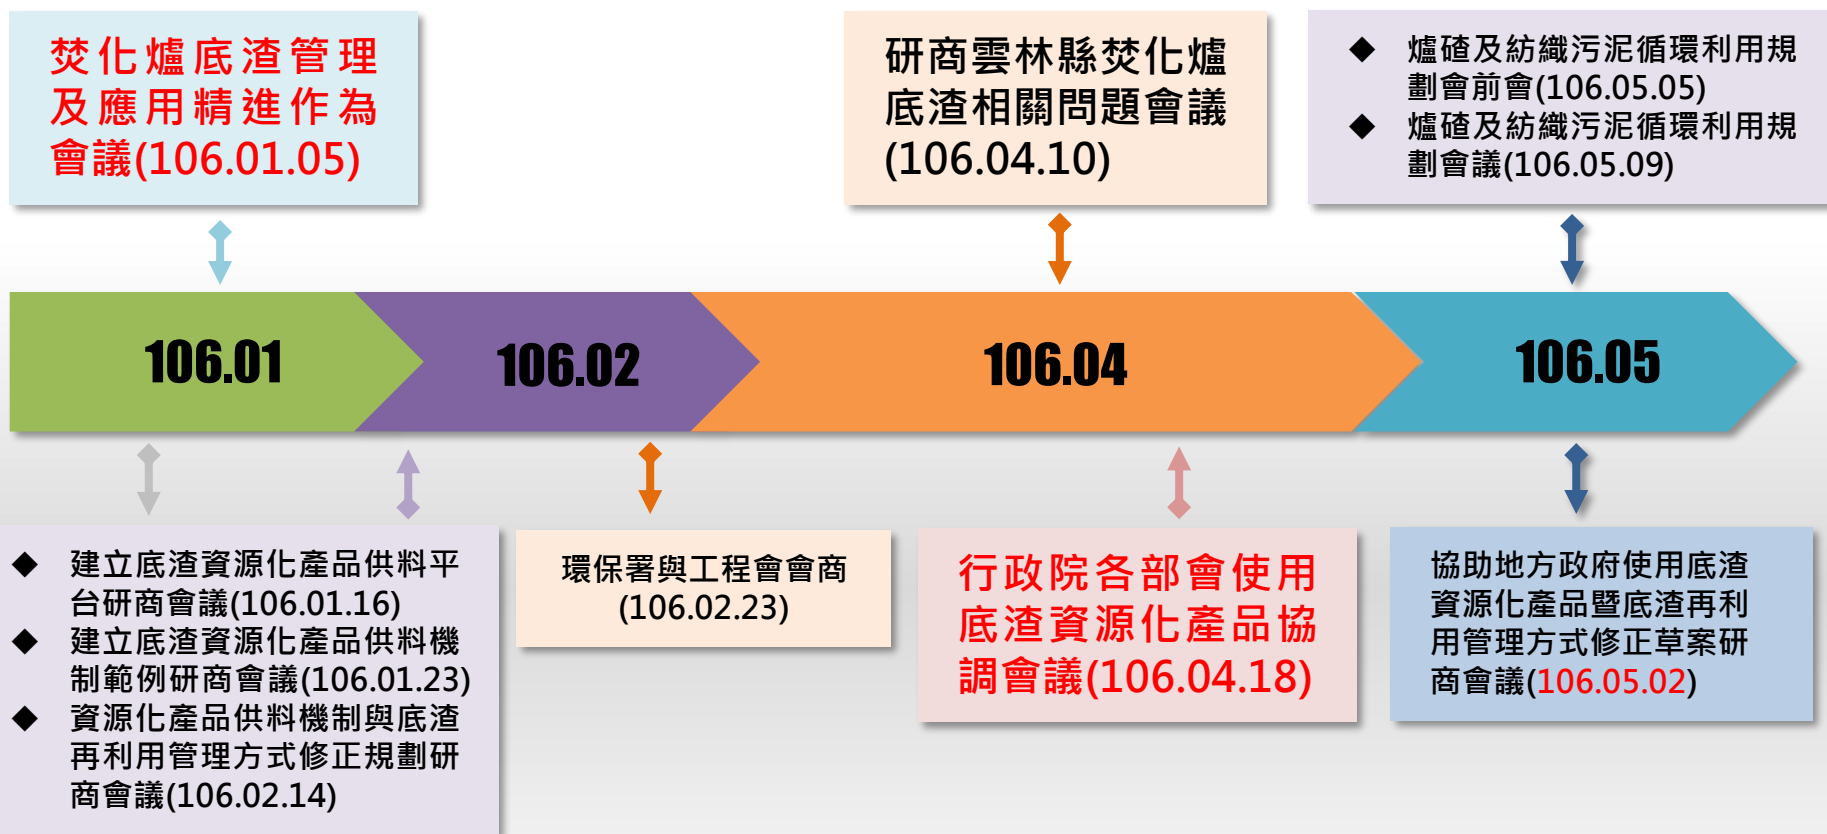 焚化爐底渣管理
及應用精進作為
會議(106.01.05)
研商雲林縣焚化爐
底渣相關問題會議
(106.04.10)
◆ 爐碴及紡織污泥循環利用規
劃會前會(106.05.05)
◆ 爐碴及紡織污泥循環利用規
劃會議(106.05.09)
106.01
106.02
106.04
106.05
◆ 建立底渣資源化產品供料平
台研商會議(106.01.16)
◆ 建立底渣資源化產品供料機
制範例研商會議(106.01.23)
◆ 資源化產品供料機制與底渣
再利用管理方式修正規劃研
商會議(106.02.14)
環保署與工程會會商
(106.02.23)
行政院各部會使用
底渣資源化產品協
調會議(106.04.18)
協助地方政府使用底渣
資源化產品暨底渣再利
用管理方式修正草案研
商會議(106.05.02)